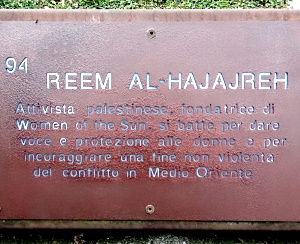 94
REEM AL-HAJAJREH
Attivista palestinese, fondatrice di
Women of the Sun, si batte per dare
voce e protezione alle donne e per
incoraggiare una fine non violenta
del conflitto in Medio Oriente